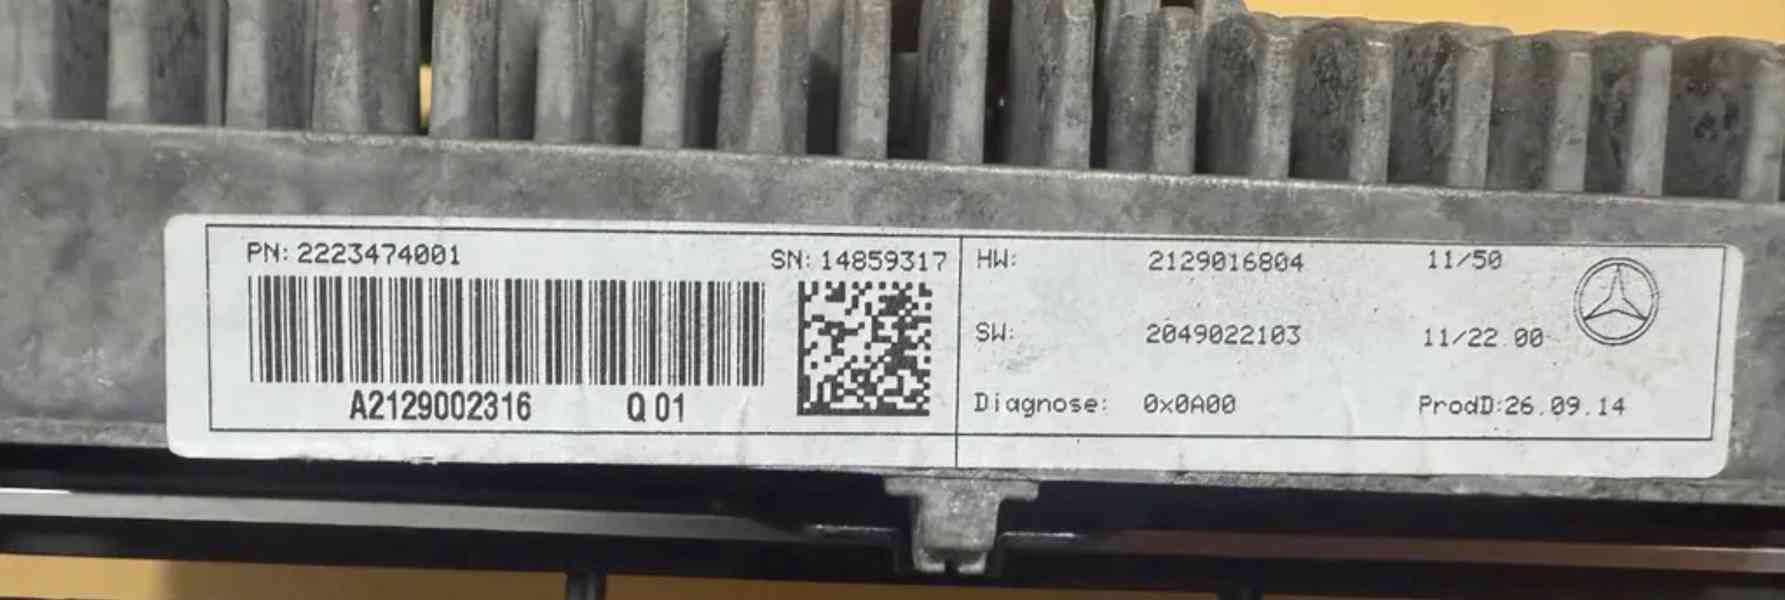 PN: 2223474001
SN: 14859317
A2129002316 Q 01
HW: 2129016804 11/50
SW: 2049022103 11/22.00
Diagnose: 0x0A00 ProdD:26.09.14